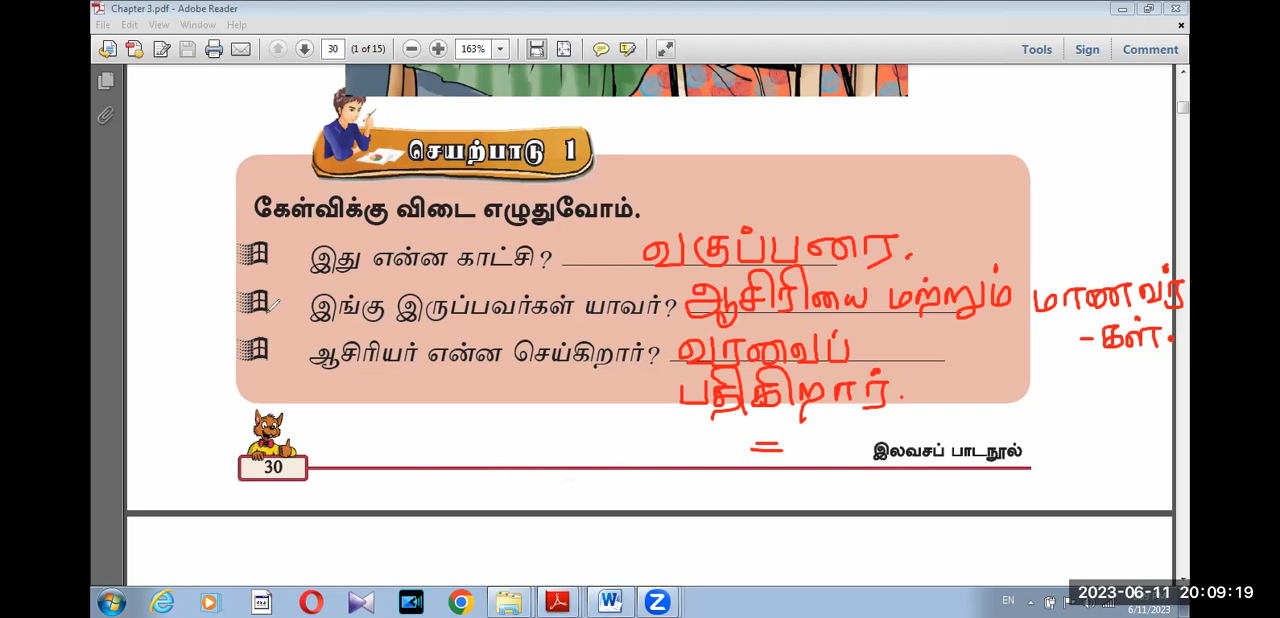 Chapter 3.pdf - Adobe Reader
File Edit View Window Help
30 (1 of 15) 163% Tools Sign Comment
செயற்பாடு 1
கேள்விக்கு விடை எழுதுவோம்.
இது என்ன காட்சி? வகுப்பறை.
இங்கு இருப்பவர்கள் யாவர்? ஆசிரியை மற்றும் மாணவர்
-கள்.
ஆசிரியர் என்ன செய்கிறார்? வரவைப்
பதிகிறார்.
30 இலவசப் பாடநூல்
EN
2023-06-11 20:09:19
6/11/2023